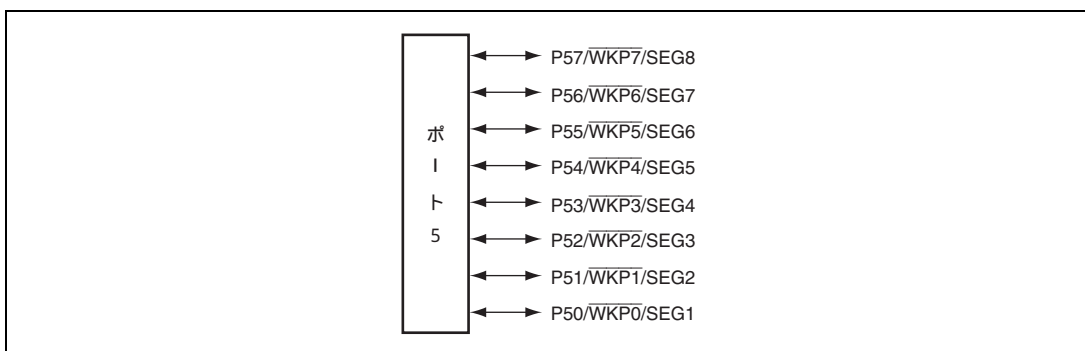 ポート5
P57/WKP7/SEG8
P56/WKP6/SEG7
P55/WKP5/SEG6
P54/WKP4/SEG5
P53/WKP3/SEG4
P52/WKP2/SEG3
P51/WKP1/SEG2
P50/WKP0/SEG1